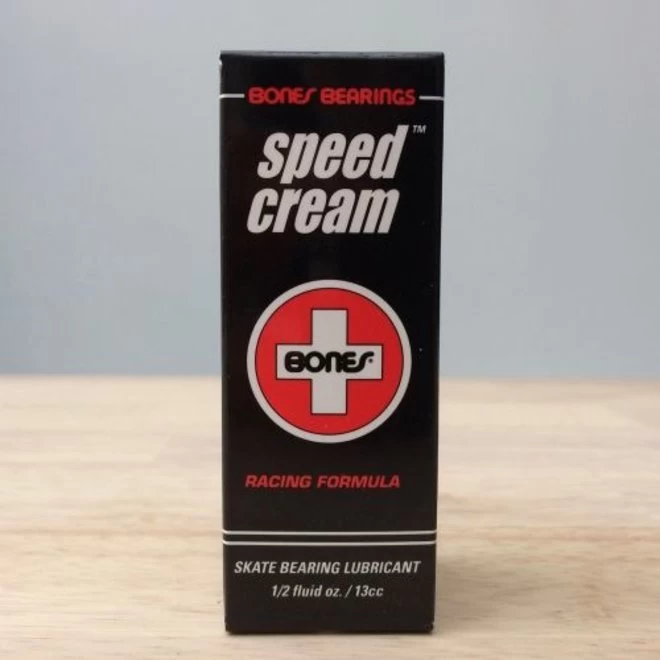 BONES BEARINGS
speed™
cream
BONES®
RACING FORMULA
SKATE BEARING LUBRICANT
1/2 fluid oz. / 13cc